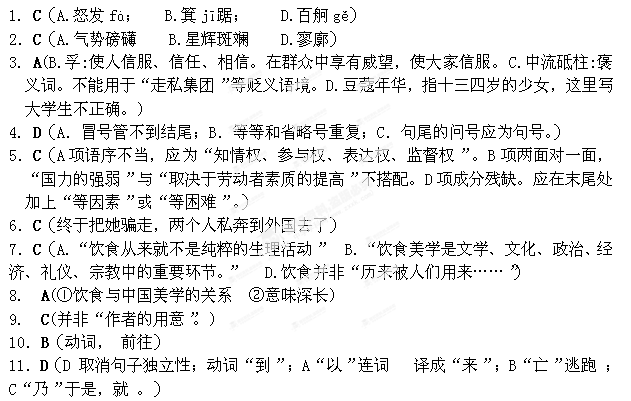 1. C（A.怒发fà； B.箕jī踞； D.百舸gě）
2. C（A.气势磅礴 B.星辉斑斓 D.寥廓）
3. A(B.孚:使人信服、信任、相信。在群众中享有威望，使大家信服。C.中流砥柱:褒
义词。不能用于“走私集团”等贬义语境。D.豆蔻年华，指十三四岁的少女，这里写
大学生不正确。）
4. D（A．冒号管不到结尾；B．等等和省略号重复；C．句尾的问号应为句号。）
5. C（A项语序不当，应为“知情权、参与权、表达权、监督权”。B项两面对一面，
“国力的强弱”与“取决于劳动者素质的提高”不搭配。D项成分残缺。应在末尾处
加上“等因素”或“等困难”。）
6. C（终于把她骗走，两个人私奔到外国去了）
7. C（A.“饮食从来就不是纯粹的生理活动” B.“饮食美学是文学、文化、政治、经
济、礼仪、宗教中的重要环节。” D.饮食并非“历来被人们用来……”）
8. A(①饮食与中国美学的关系 ②意味深长）
9. C(并非“作者的用意”。）
10. B（动词，前往）
11. D（D 取消句子独立性；动词“到”；A“以”连词 译成“来”；B“亡”逃跑；
C“乃”于是，就。）